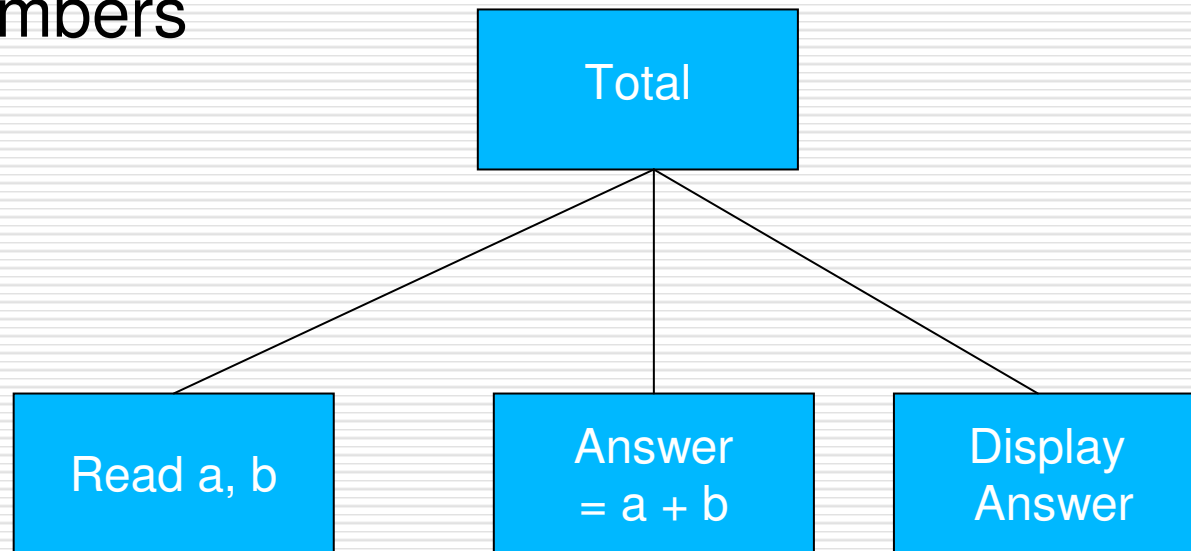 mbers
Total
Read a, b
Answer
= a + b
Display
Answer